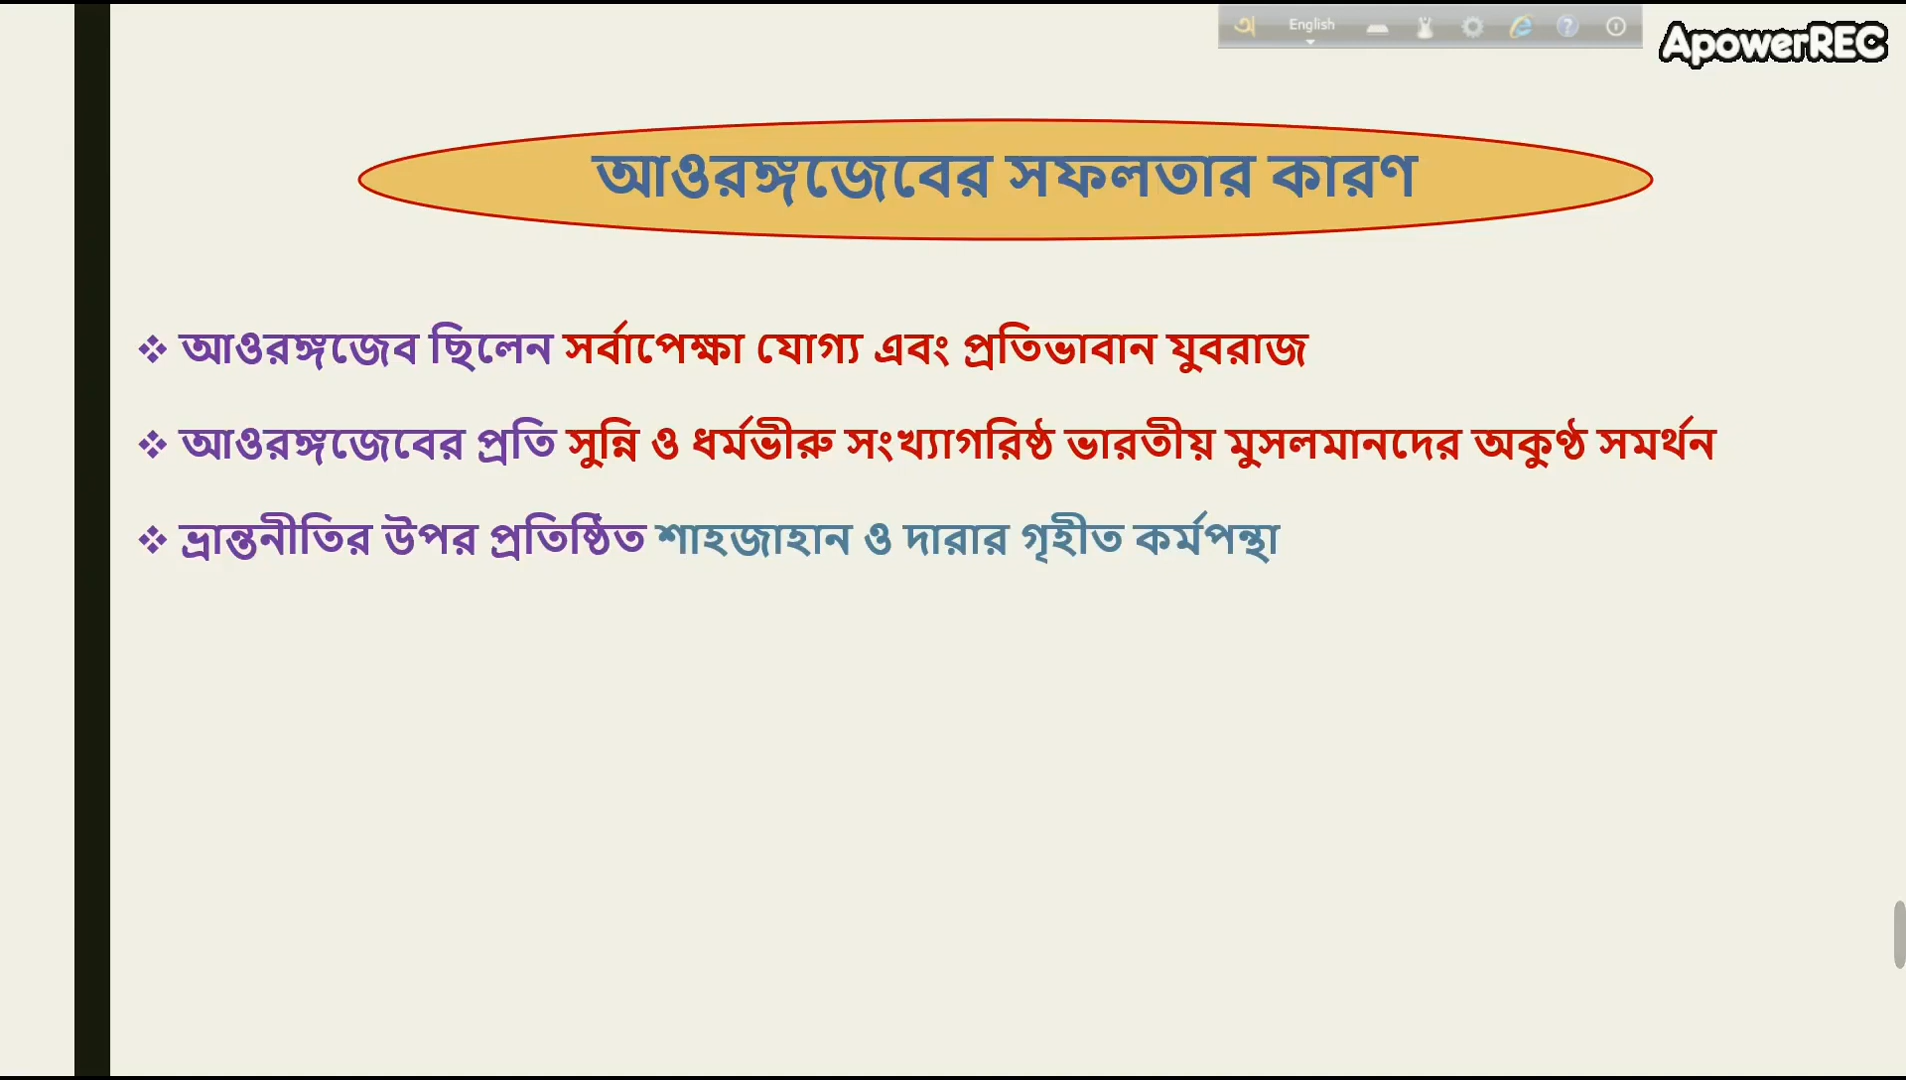 English
ApowerREC
আওরঙ্গজেবের সফলতার কারণ
❖ আওরঙ্গজেব ছিলেন সর্বাপেক্ষা যোগ্য এবং প্রতিভাবান যুবরাজ
❖ আওরঙ্গজেবের প্রতি সুন্নি ও ধর্মভীরু সংখ্যাগরিষ্ঠ ভারতীয় মুসলমানদের অকুণ্ঠ সমর্থন
❖ ভ্রান্তনীতির উপর প্রতিষ্ঠিত শাহজাহান ও দারার গৃহীত কর্মপন্থা